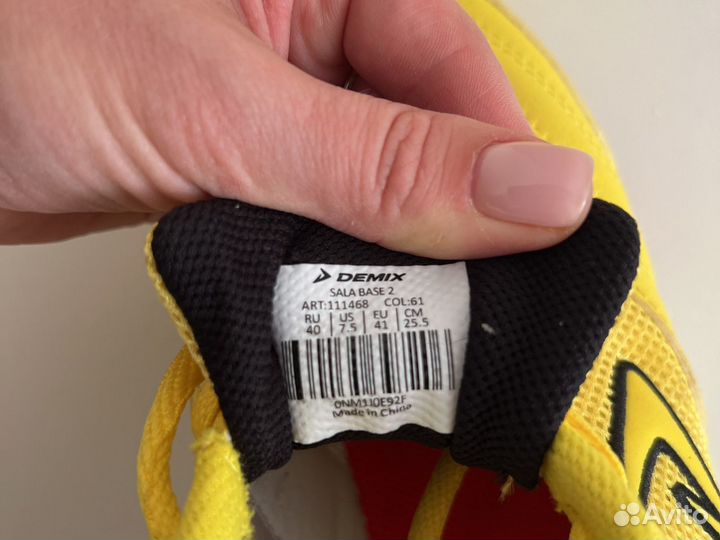 DEMIX
SALA BASE 2
ART:111468 COL:61
RU US EU CM
40 7.5 41 25.5
Made in China
Avito